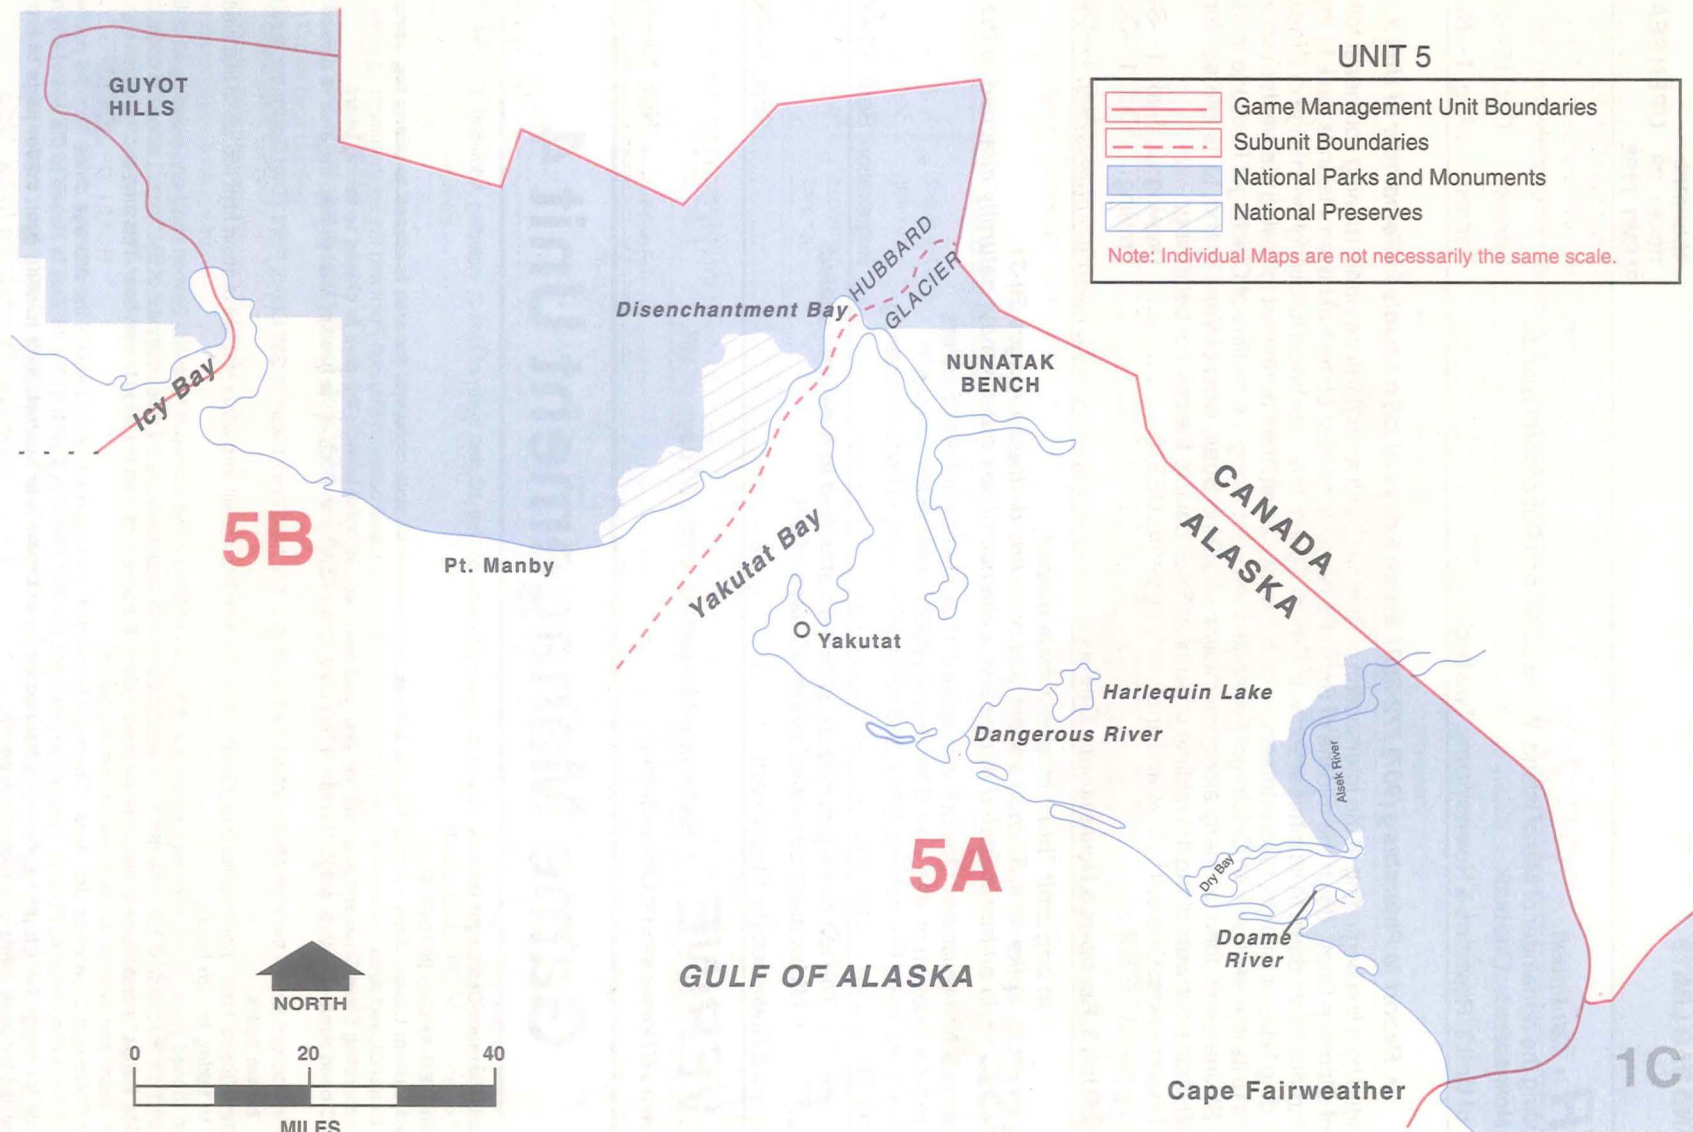 UNIT 5
Game Management Unit Boundaries
Subunit Boundaries
National Parks and Monuments
National Preserves
Note: Individual Maps are not necessarily the same scale.
GUYOT
HILLS
HUBBARD
GLACIER
Disenchantment Bay
NUNATAK
BENCH
Icy Bay
CANADA
ALASKA
5B
Pt. Manby
Yakutat Bay
Yakutat
Harlequin Lake
Dangerous River
Alsek River
5A
Dry Bay
Doame
River
GULF OF ALASKA
NORTH
0 20 40
MILES
Cape Fairweather
1C